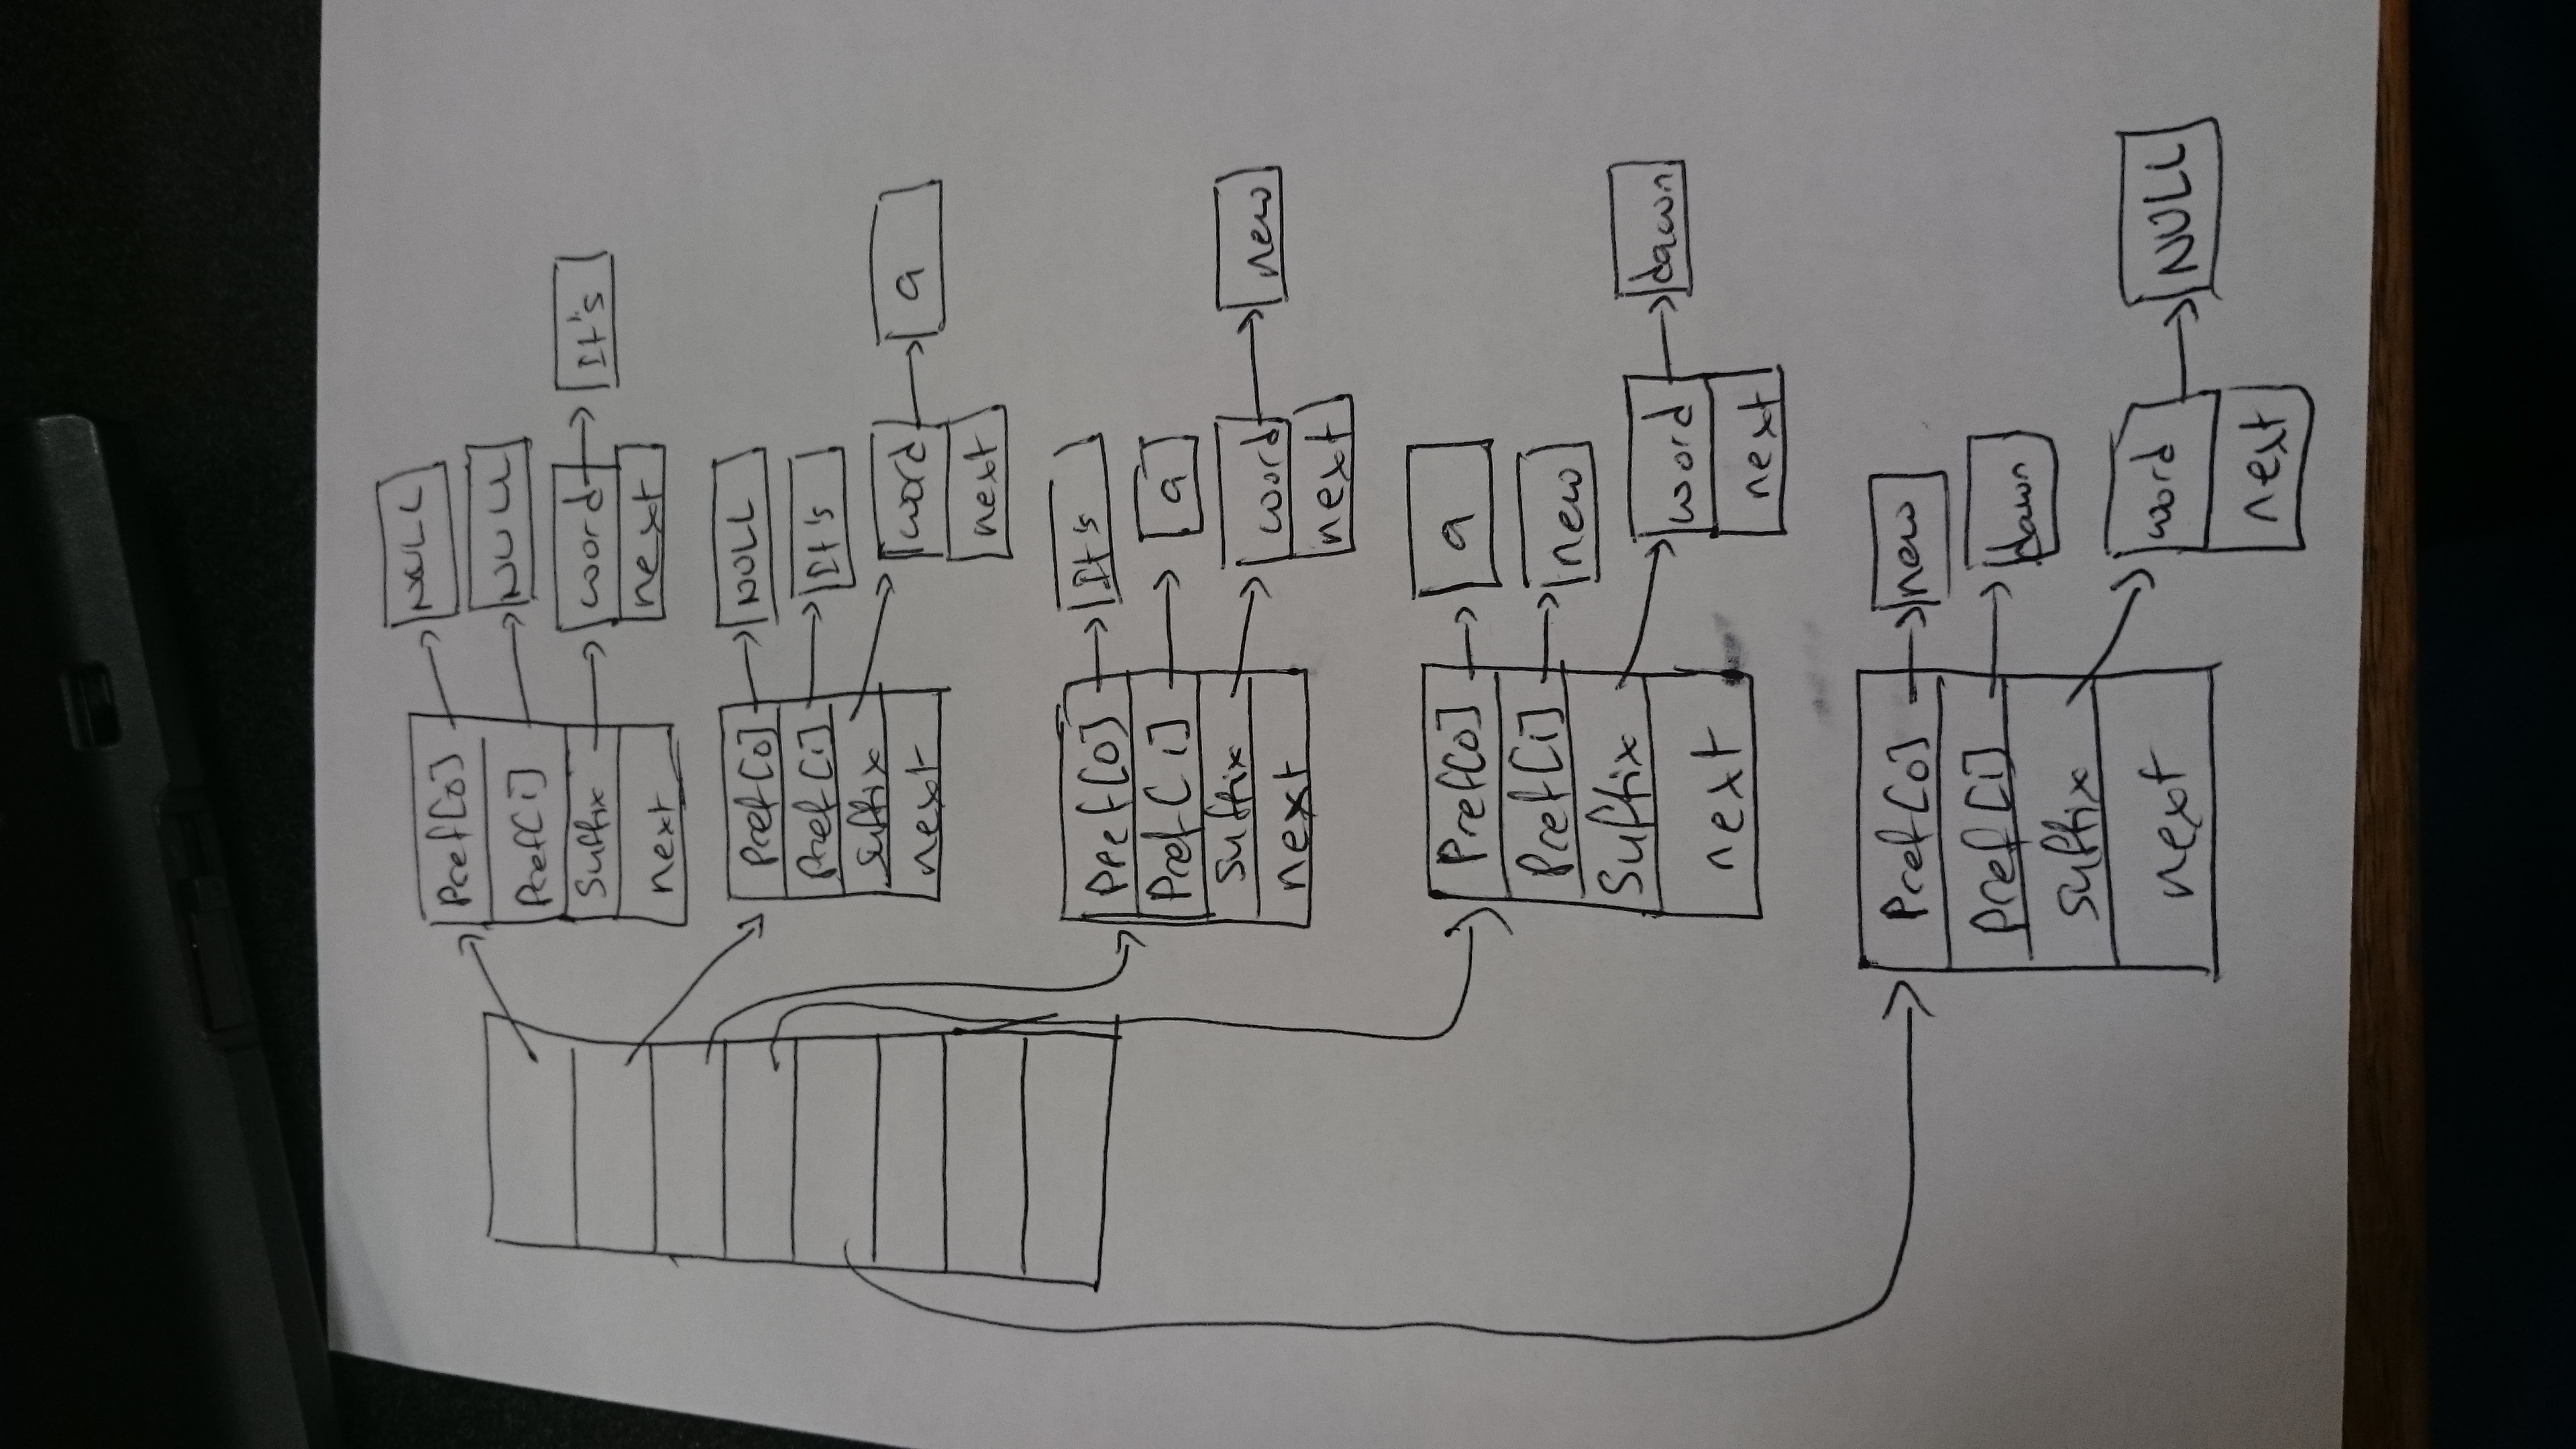 Pref[0] NULL
Pref[1] NULL
Suffix word It's
next next
Pref[0] NULL
Pref[1] It's
suffix word a
next next
Pref[0] It's
Pref[1] a
suffix word new
next next
Pref[0] a
Pref[1] new
Suffix word dawn
next next
Pref[0] new
Pref[1] dawn
suffix word NULL
next next